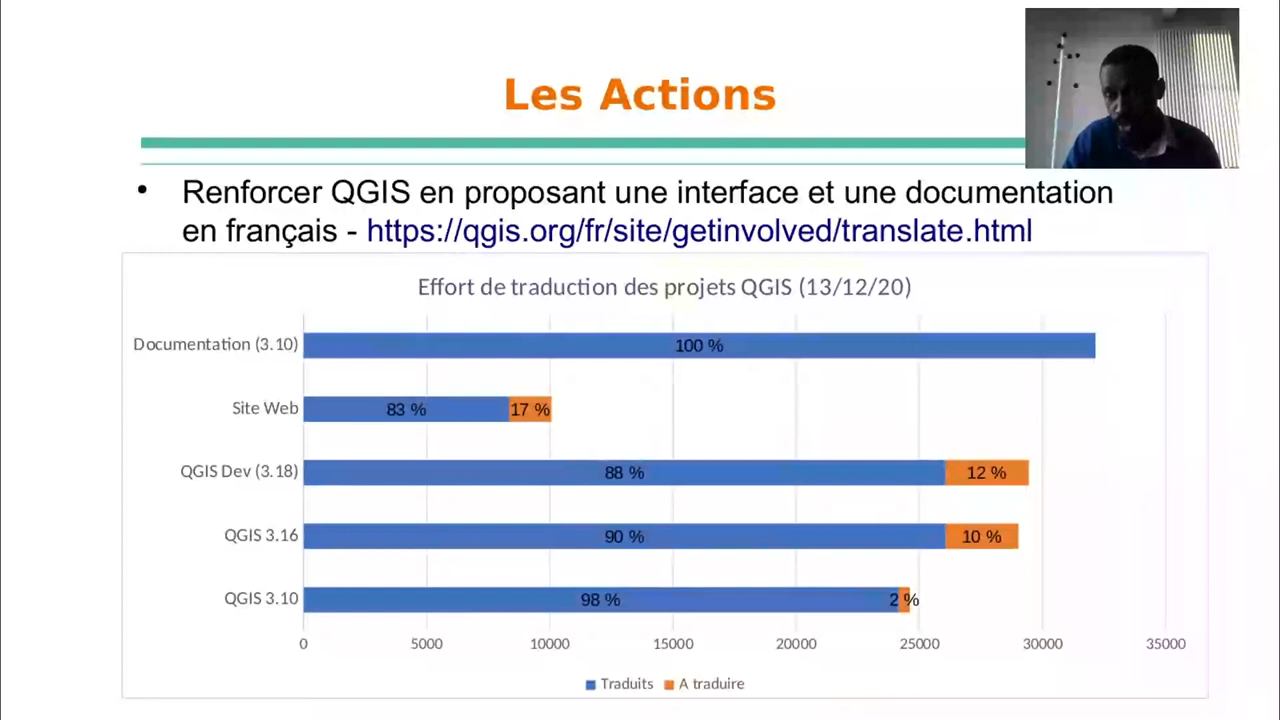 Les Actions
• Renforcer QGIS en proposant une interface et une documentation
en français - https://qgis.org/fr/site/getinvolved/translate.html
Effort de traduction des projets QGIS (13/12/20)
Documentation (3.10) 100 %
Site Web 83 % 17 %
QGIS Dev (3.18) 88 % 12 %
QGIS 3.16 90 % 10 %
QGIS 3.10 98 % 2 %
0 5000 10000 15000 20000 25000 30000 35000
Traduits A traduire